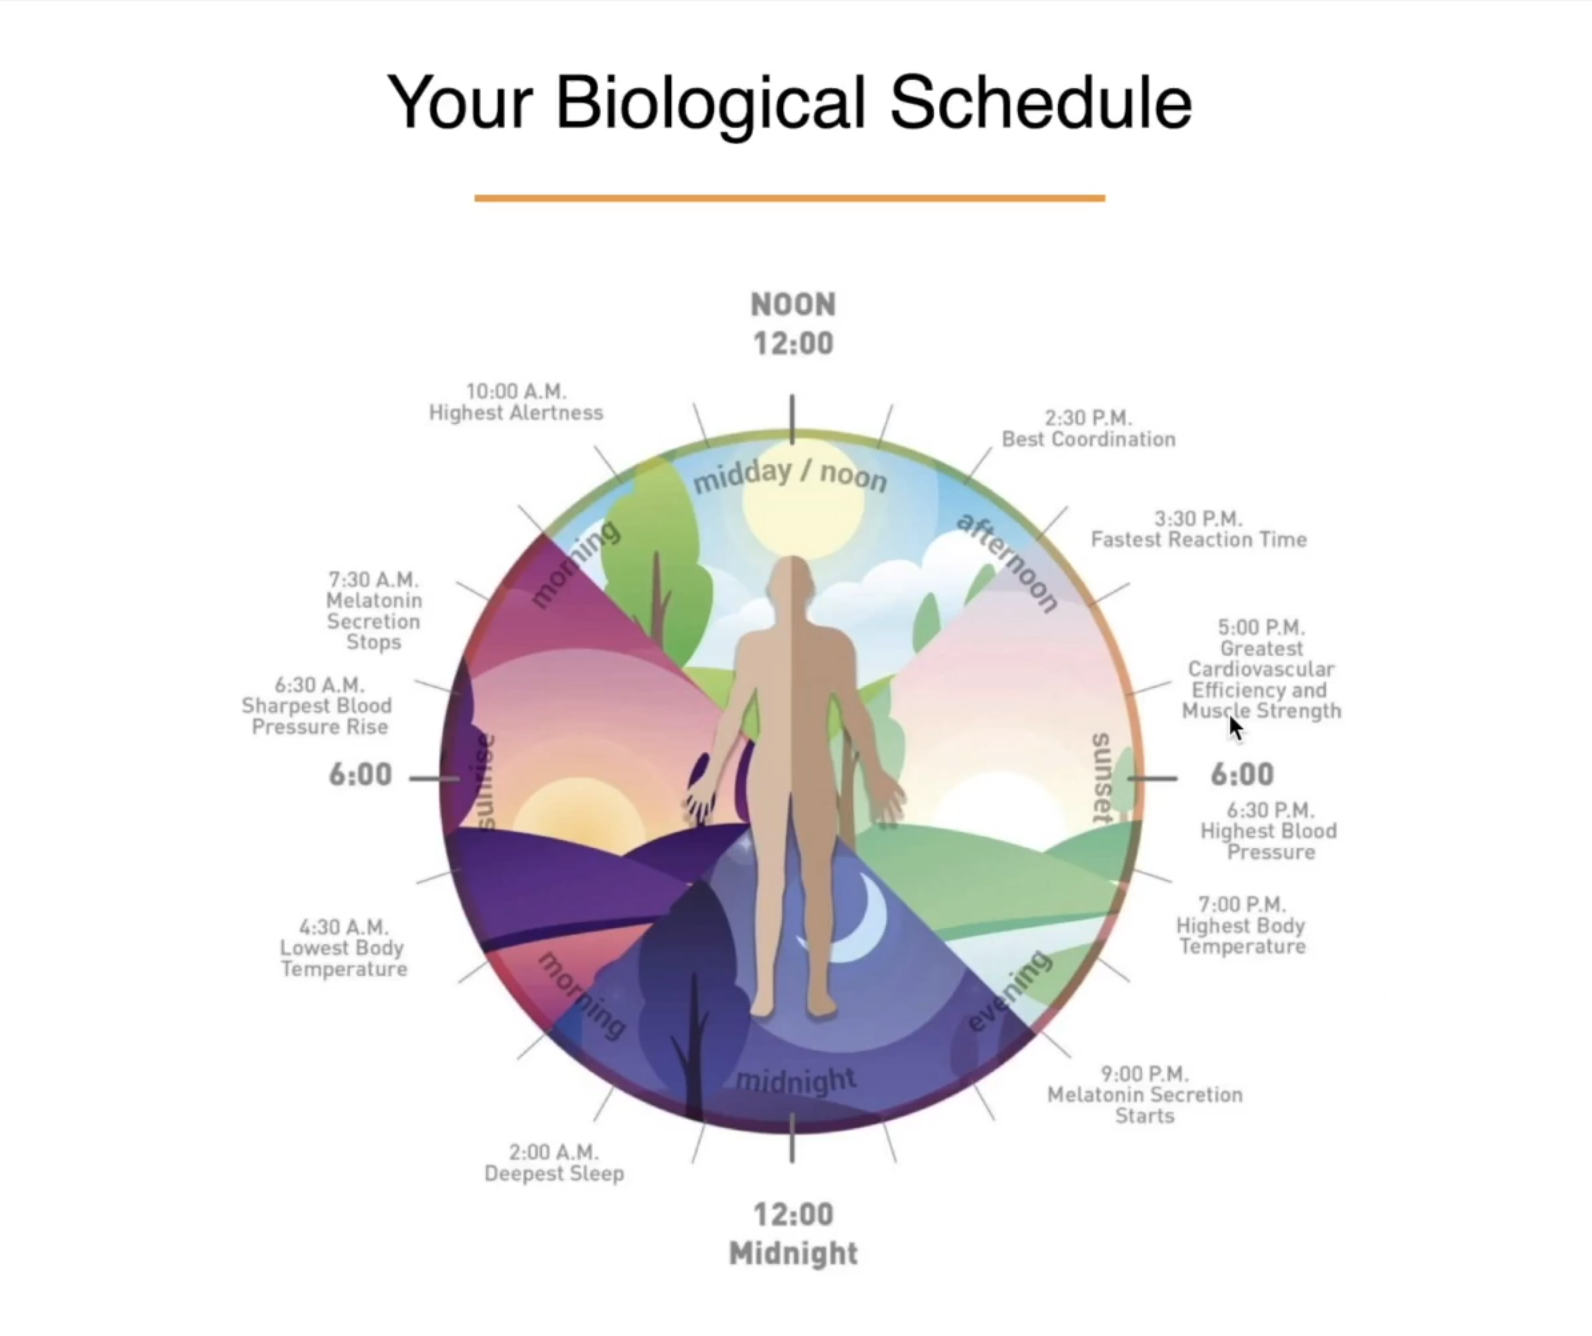 Your Biological Schedule
NOON
12:00
10:00 A.M.
Highest Alertness
2:30 P.M.
Best Coordination
midday / noon
morning
afternoon
3:30 P.M.
Fastest Reaction Time
7:30 A.M.
Melatonin
Secretion
Stops
5:00 P.M.
Greatest
Cardiovascular
Efficiency and
Muscle Strength
6:30 A.M.
Sharpest Blood
Pressure Rise
6:00
sunrise
sunset
6:00
6:30 P.M.
Highest Blood
Pressure
7:00 P.M.
Highest Body
Temperature
4:30 A.M.
Lowest Body
Temperature
morning
evening
midnight
9:00 P.M.
Melatonin Secretion
Starts
2:00 A.M.
Deepest Sleep
12:00
Midnight